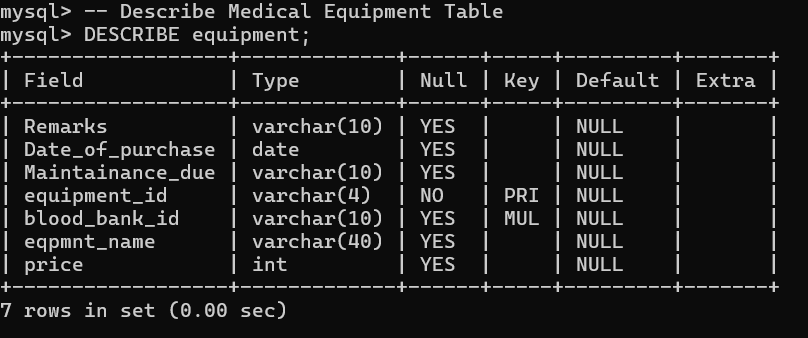 mysql> -- Describe Medical Equipment Table
mysql> DESCRIBE equipment;
+------------------+-------------+------+-----+---------+-------+
| Field            | Type        | Null | Key | Default | Extra |
+------------------+-------------+------+-----+---------+-------+
| Remarks          | varchar(10) | YES  |     | NULL    |       |
| Date_of_purchase | date        | YES  |     | NULL    |       |
| Maintainance_due | varchar(10) | YES  |     | NULL    |       |
| equipment_id     | varchar(4)  | NO   | PRI | NULL    |       |
| blood_bank_id    | varchar(10) | YES  | MUL | NULL    |       |
| eqpmnt_name      | varchar(40) | YES  |     | NULL    |       |
| price            | int         | YES  |     | NULL    |       |
+------------------+-------------+------+-----+---------+-------+
7 rows in set (0.00 sec)